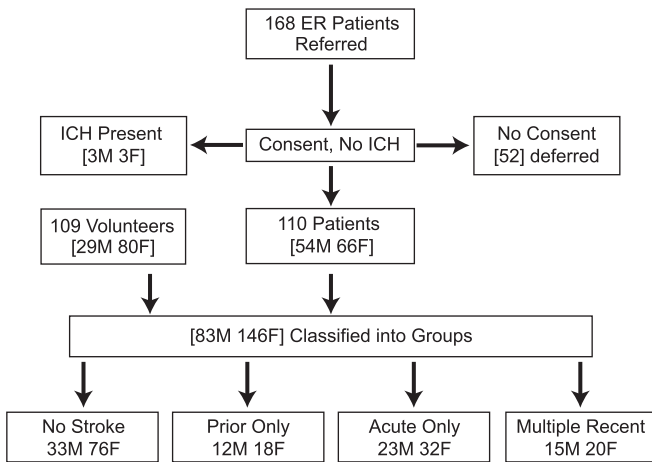 168 ER Patients
Referred
ICH Present
[3M 3F]
Consent, No ICH
No Consent
[52] deferred
109 Volunteers
[29M 80F]
110 Patients
[54M 66F]
[83M 146F] Classified into Groups
No Stroke
33M 76F
Prior Only
12M 18F
Acute Only
23M 32F
Multiple Recent
15M 20F